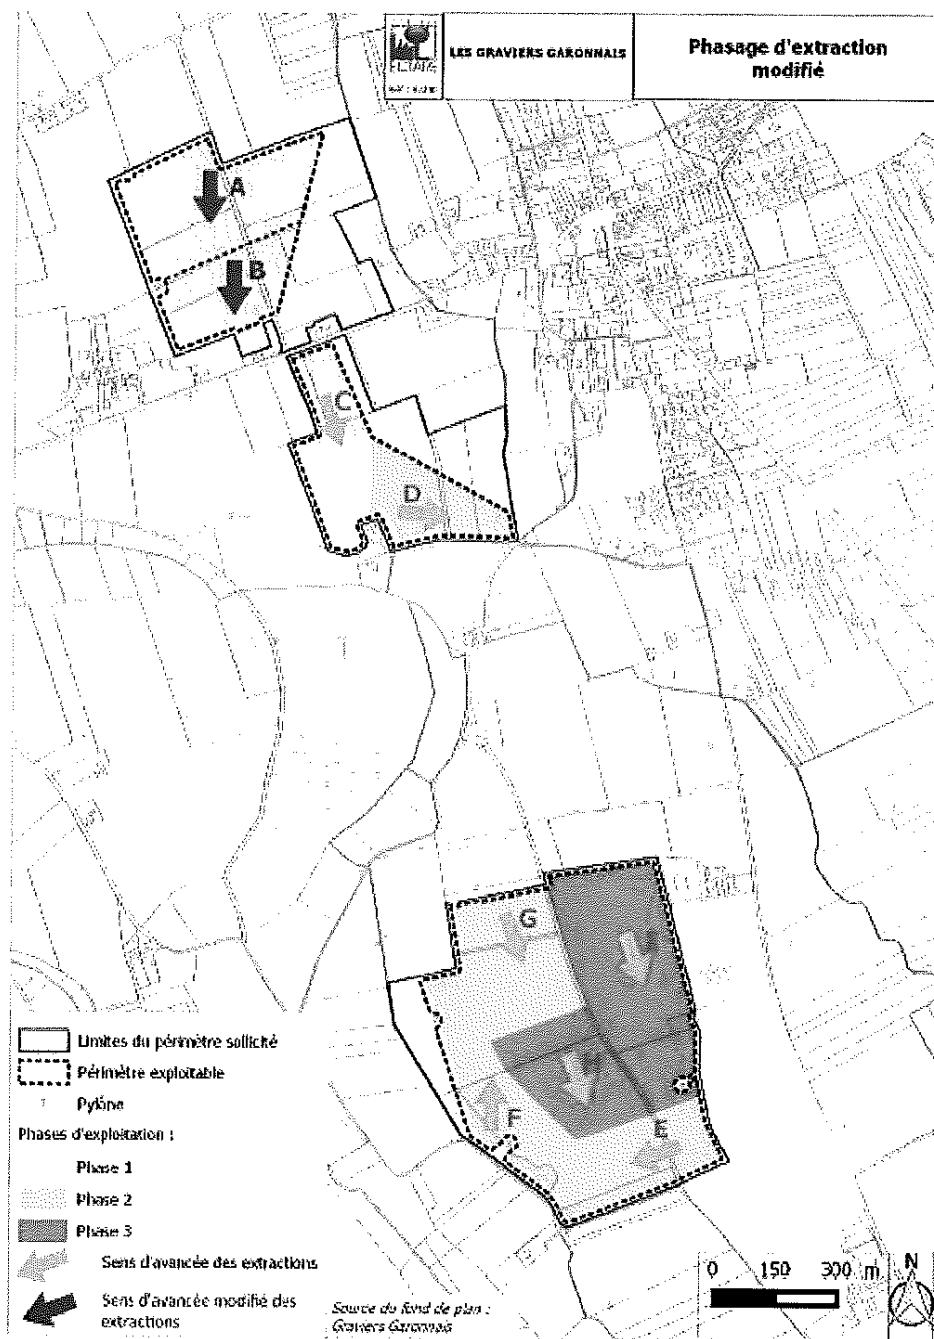 LES GRAVIERS GARONNAIS
Phasage d'extraction
modifié
A
B
C
D
G
H
F
E
Limites du périmètre sollicité
Périmètre exploitable
Pylône
Phases d'exploitation :
Phase 1
Phase 2
Phase 3
Sens d'avancée des extractions
Sens d'avancée modifié des
extractions
Source du fond de plan :
Graviers Garonnais
0 150 300 m
N